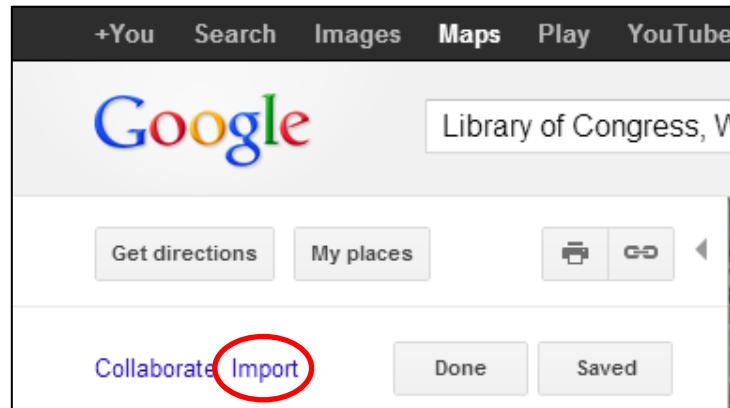 +You Search Images Maps Play YouTube
Google Library of Congress,
Get directions My places
Collaborate Import Done Saved